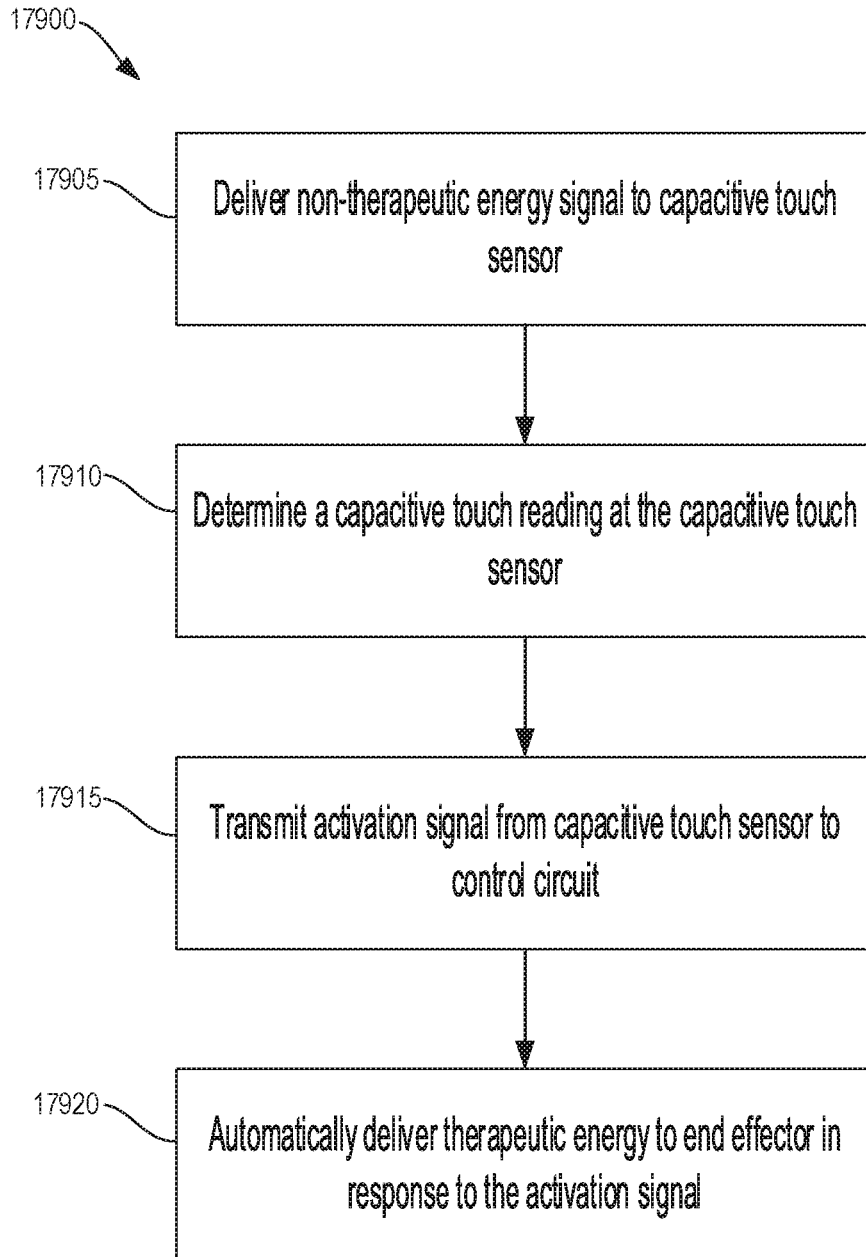 17900
17905
Deliver non-therapeutic energy signal to capacitive touch
sensor
17910
Determine a capacitive touch reading at the capacitive touch
sensor
17915
Transmit activation signal from capacitive touch sensor to
control circuit
17920
Automatically deliver therapeutic energy to end effector in
response to the activation signal